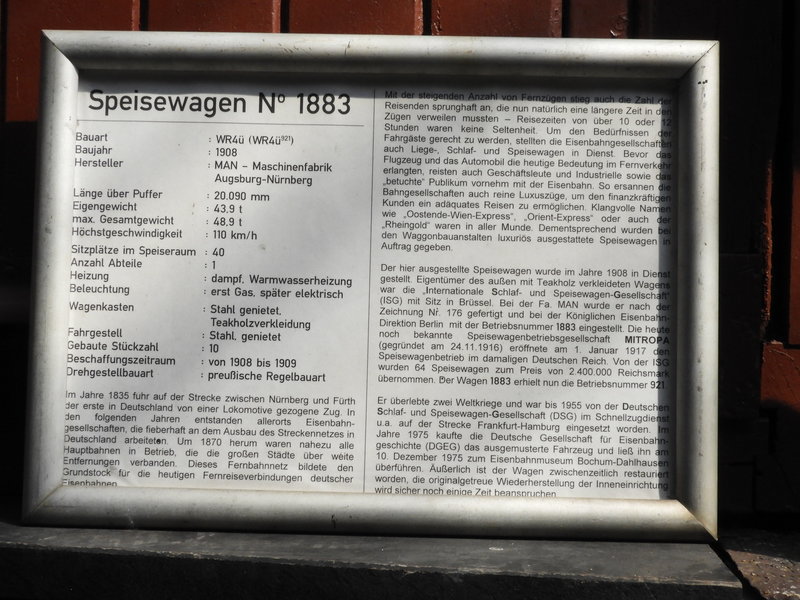 Speisewagen Nº 1883
Bauart : WR4ü (WR4ü⁹²¹)
Baujahr : 1908
Hersteller : MAN – Maschinenfabrik
Augsburg-Nürnberg
Länge über Puffer : 20.090 mm
Eigengewicht : 43,9 t
max. Gesamtgewicht : 48,9 t
Höchstgeschwindigkeit : 110 km/h
Sitzplätze im Speiseraum : 40
Anzahl Abteile : 1
Heizung : dampf, Warmwasserheizung
Beleuchtung : erst Gas, später elektrisch
Wagenkasten : Stahl genietet,
Teakholzverkleidung
Fahrgestell : Stahl, genietet
Gebaute Stückzahl : 10
Beschaffungszeitraum : von 1908 bis 1909
Drehgestellbauart : preußische Regelbauart
Im Jahre 1835 fuhr auf der Strecke zwischen Nürnberg und Fürth
der erste in Deutschland von einer Lokomotive gezogene Zug. In
den folgenden Jahren entstanden allerorts Eisenbahn-
gesellschaften, die fieberhaft an dem Ausbau des Streckennetzes in
Deutschland arbeiteten. Um 1870 herum waren nahezu alle
Hauptbahnen in Betrieb, die die großen Städte über weite
Entfernungen verbanden. Dieses Fernbahnnetz bildete den
Grundstock für die heutigen Fernreiseverbindungen deutscher
Eisenbahnen.
Mit der steigenden Anzahl von Fernzügen stieg auch die Zahl der
Reisenden sprunghaft an, die nun natürlich eine längere Zeit in den
Zügen verweilen mussten – Reisezeiten von über 10 oder 12
Stunden waren keine Seltenheit. Um den Bedürfnissen der
Fahrgäste gerecht zu werden, stellten die Eisenbahngesellschaften
auch Liege-, Schlaf- und Speisewagen in Dienst. Bevor das
Flugzeug und das Automobil die heutige Bedeutung im Fernverkehr
erlangten, reisten auch Geschäftsleute und Industrielle sowie das
„betuchte“ Publikum vornehm mit der Eisenbahn. So ersannen die
Bahngesellschaften auch reine Luxuszüge, um den finanzkräftigen
Kunden ein adäquates Reisen zu ermöglichen. Klangvolle Namen
wie „Oostende-Wien-Express“, „Orient-Express“ oder auch der
„Rheingold“ waren in aller Munde. Dementsprechend wurden bei
den Waggonbauanstalten luxuriös ausgestattete Speisewagen in
Auftrag gegeben.
Der hier ausgestellte Speisewagen wurde im Jahre 1908 in Dienst
gestellt. Eigentümer des außen mit Teakholz verkleideten Wagens
war die „Internationale Schlaf- und Speisewagen-Gesellschaft“
(ISG) mit Sitz in Brüssel. Bei der Fa. MAN wurde er nach der
Zeichnung Nr. 176 gefertigt und bei der Königlichen Eisenbahn-
Direktion Berlin mit der Betriebsnummer 1883 eingestellt. Die heute
noch bekannte Speisewagenbetriebsgesellschaft MITROPA
(gegründet am 24.11.1916) eröffnete am 1. Januar 1917 den
Speisewagenbetrieb im damaligen Deutschen Reich. Von der ISG
wurden 64 Speisewagen zum Preis von 2.400.000 Reichsmark
übernommen. Der Wagen 1883 erhielt nun die Betriebsnummer 921.
Er überlebte zwei Weltkriege und war bis 1955 von der Deutschen
Schlaf- und Speisewagen-Gesellschaft (DSG) im Schnellzugdienst
u.a. auf der Strecke Frankfurt-Hamburg eingesetzt worden. Im
Jahre 1975 kaufte die Deutsche Gesellschaft für Eisenbahn-
geschichte (DGEG) das ausgemusterte Fahrzeug und ließ ihn am
10. Dezember 1975 zum Eisenbahnmuseum Bochum-Dahlhausen
überführen. Äußerlich ist der Wagen zwischenzeitlich restauriert
worden, die originalgetreue Wiederherstellung der Inneneinrichtung
wird sicher noch einige Zeit beanspruchen.